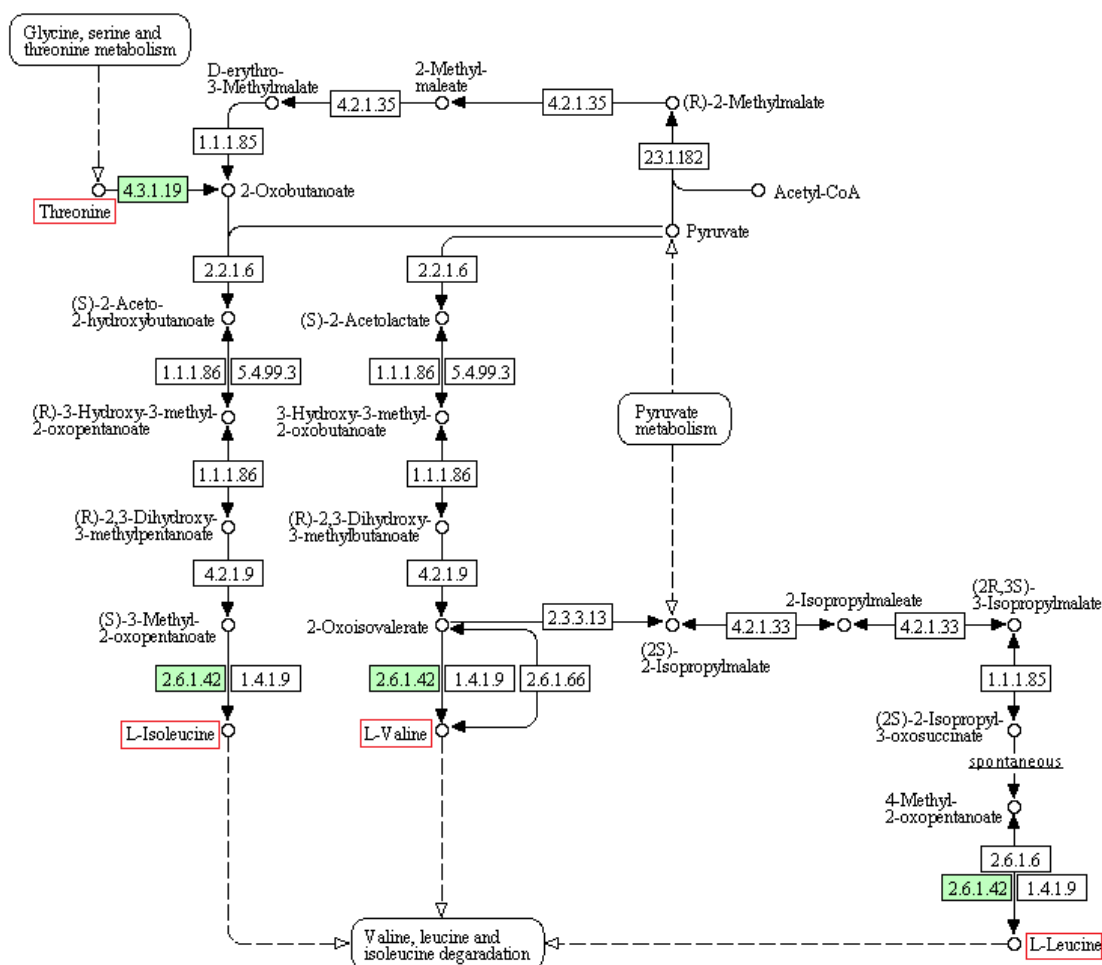 Glycine, serine and
threonine metabolism
D-erythro-
3-Methylmalate
4.2.1.35
2-Methyl-
maleate
4.2.1.35
(R)-2-Methylmalate
1.1.1.85
2.3.1.182
Threonine
4.3.1.19
2-Oxobutanoate
Acetyl-CoA
Pyruvate
2.2.1.6
2.2.1.6
(S)-2-Aceto-
2-hydroxybutanoate
(S)-2-Acetolactate
1.1.1.86
5.4.99.3
1.1.1.86
5.4.99.3
(R)-3-Hydroxy-3-methyl-
2-oxopentanoate
3-Hydroxy-3-methyl-
2-oxobutanoate
Pyruvate
metabolism
1.1.1.86
1.1.1.86
(R)-2,3-Dihydroxy-
3-methylpentanoate
(R)-2,3-Dihydroxy-
3-methylbutanoate
4.2.1.9
4.2.1.9
(S)-3-Methyl-
2-oxopentanoate
2-Oxoisovalerate
2.3.3.13
(2S)-
2-Isopropylmalate
4.2.1.33
2-Isopropylmaleate
4.2.1.33
(2R,3S)-
3-Isopropylmalate
2.6.1.42
1.4.1.9
2.6.1.42
1.4.1.9
2.6.1.66
1.1.1.85
L-Isoleucine
L-Valine
(2S)-2-Isopropyl-
3-oxosuccinate
spontaneous
4-Methyl-
2-oxopentanoate
2.6.1.6
2.6.1.42
1.4.1.9
Valine, leucine and
isoleucine degaradation
L-Leucine